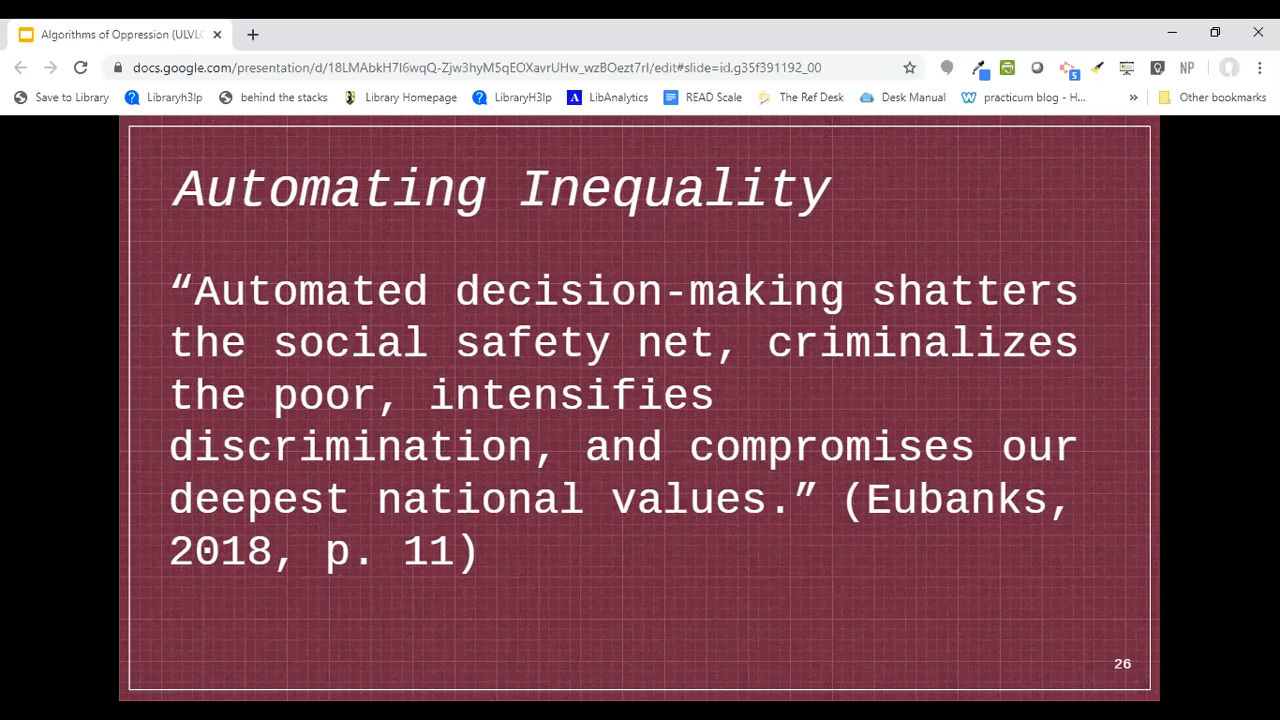 Algorithms of Oppression (ULVLC
docs.google.com/presentation/d/18LMAbkH7l6wqQ-Zjw3hyM5qEOXavrUHw_wzBOezt7rI/edit#slide=id.g35f391192_00
5
NP
Save to Library
Libraryh3lp
behind the stacks
Library Homepage
LibraryH3lp
LibAnalytics
READ Scale
The Ref Desk
Desk Manual
practicum blog - H...
»
Other bookmarks
Automating Inequality
“Automated decision-making shatters
the social safety net, criminalizes
the poor, intensifies
discrimination, and compromises our
deepest national values.” (Eubanks,
2018, p. 11)
26